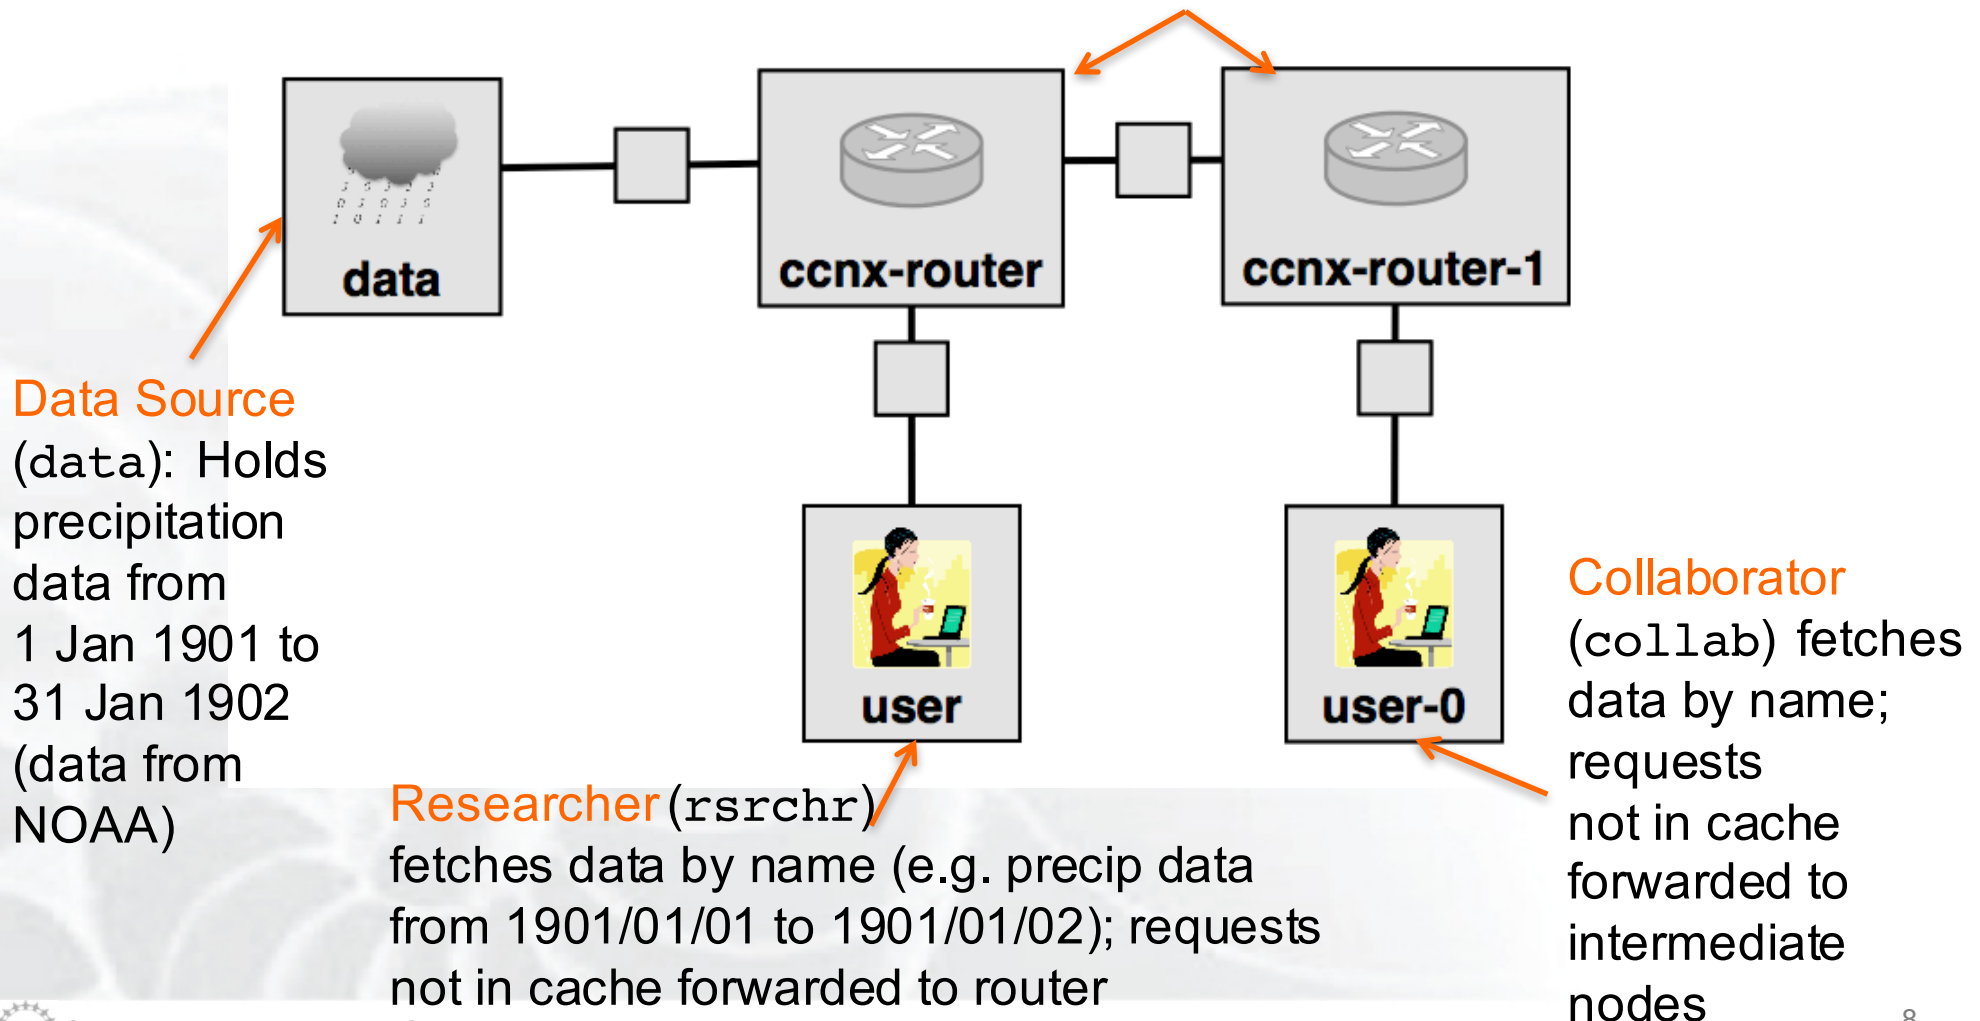 data
ccnx-router
ccnx-router-1
user
user-0
Data Source
(data): Holds
precipitation
data from
1 Jan 1901 to
31 Jan 1902
(data from
NOAA)
Researcher (rsrchr)
fetches data by name (e.g. precip data
from 1901/01/01 to 1901/01/02); requests
not in cache forwarded to router
Collaborator
(collab) fetches
data by name;
requests
not in cache
forwarded to
intermediate
nodes
8